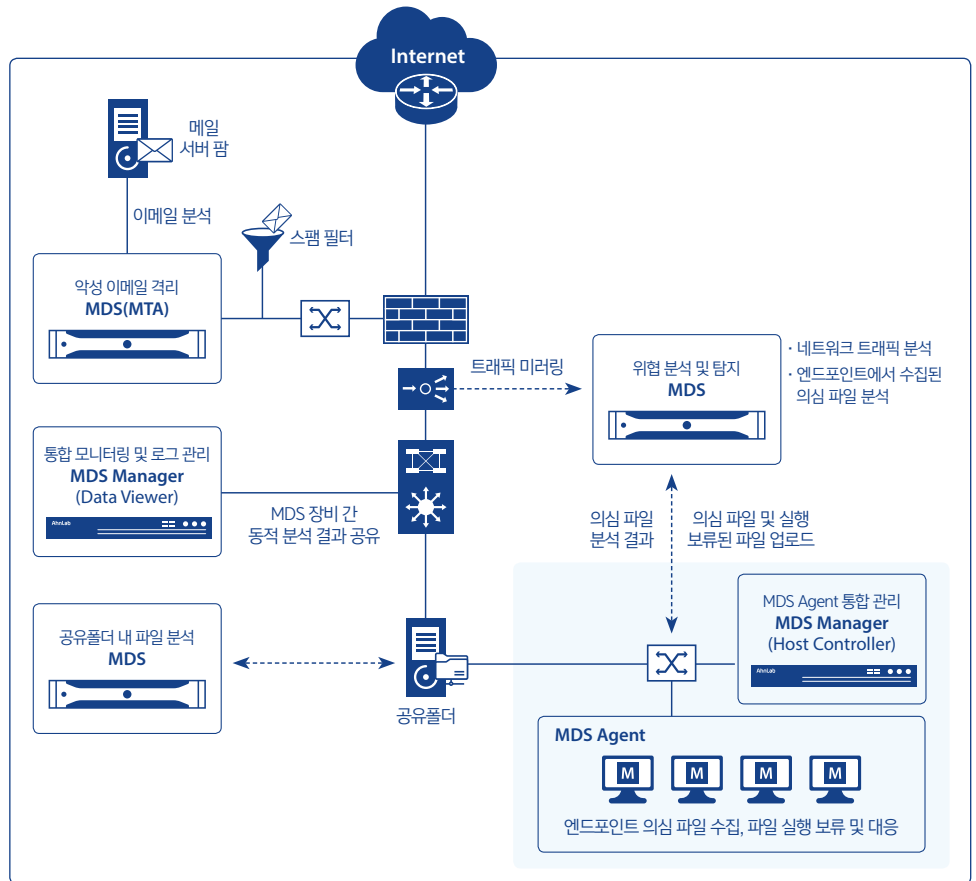 Internet
메일
서버 팜
이메일 분석
스팸 필터
악성 이메일 격리
MDS(MTA)
트래픽 미러링
위협 분석 및 탐지
MDS
· 네트워크 트래픽 분석
· 엔드포인트에서 수집된
의심 파일 분석
통합 모니터링 및 로그 관리
MDS Manager
(Data Viewer)
AhnLab
MDS 장비 간
동적 분석 결과 공유
의심 파일
분석 결과
의심 파일 및 실행
보류된 파일 업로드
공유폴더 내 파일 분석
MDS
공유폴더
MDS Agent 통합 관리
MDS Manager
(Host Controller)
AhnLab
MDS Agent
M
M
M
M
엔드포인트 의심 파일 수집, 파일 실행 보류 및 대응